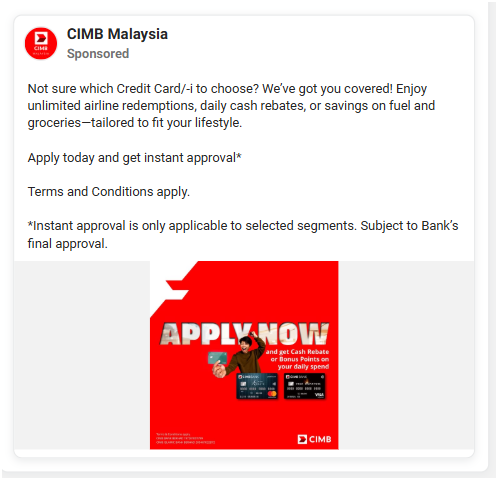 CIMB Malaysia
Sponsored
Not sure which Credit Card/-i to choose? We've got you covered! Enjoy
unlimited airline redemptions, daily cash rebates, or savings on fuel and
groceries—tailored to fit your lifestyle.
Apply today and get instant approval*
Terms and Conditions apply.
*Instant approval is only applicable to selected segments. Subject to Bank's
final approval.
APPLY NOW
and get Cash Rebate
or Bonus Points on
your daily spend
CIMB